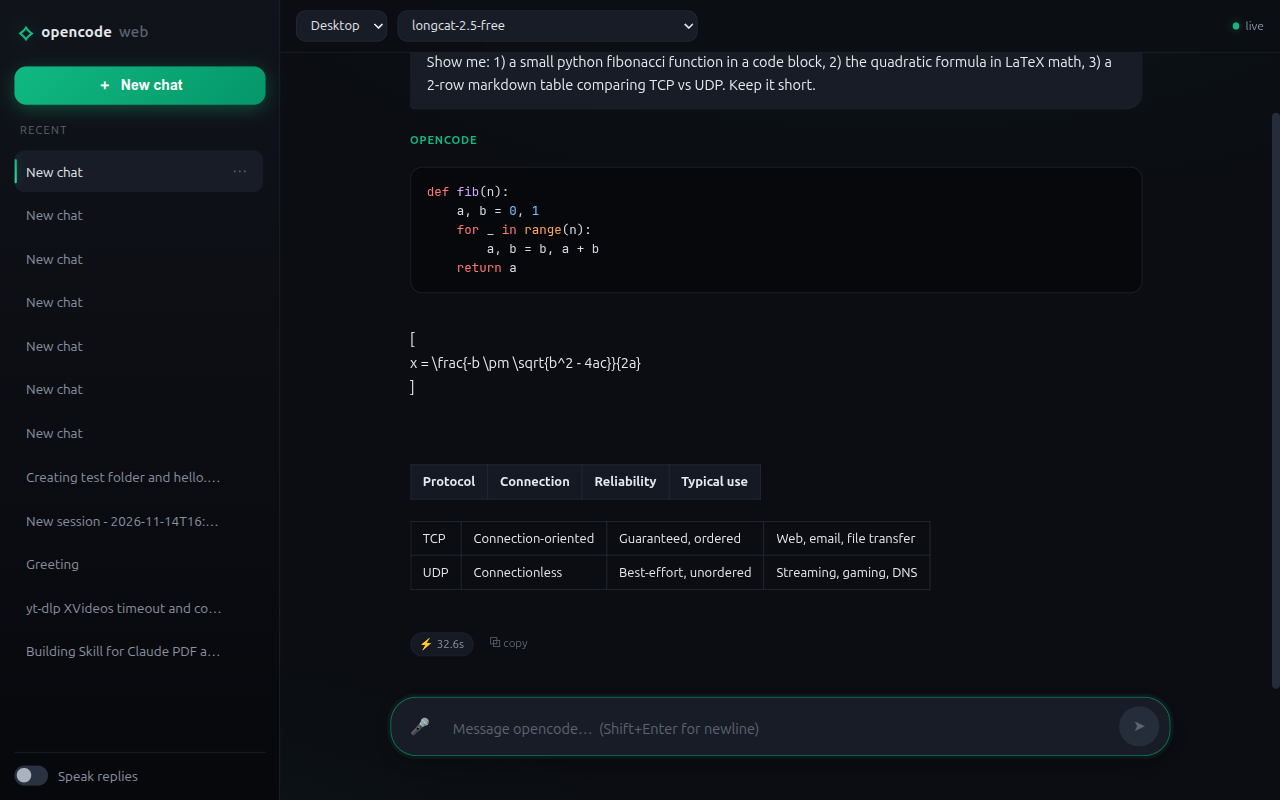 opencode web
+ New chat
RECENT
New chat ...
New chat
New chat
New chat
New chat
New chat
New chat
Creating test folder and hello....
New session - 2026-11-14T16:...
Greeting
yt-dlp XVideos timeout and co...
Building Skill for Claude PDF a...
Speak replies
Desktop
longcat-2.5-free
live
Show me: 1) a small python fibonacci function in a code block, 2) the quadratic formula in LaTeX math, 3) a
2-row markdown table comparing TCP vs UDP. Keep it short.
OPENCODE
def fib(n):
    a, b = 0, 1
    for _ in range(n):
        a, b = b, a + b
    return a
[
x = \frac{-b \pm \sqrt{b^2 - 4ac}}{2a}
]
Protocol Connection Reliability Typical use
TCP Connection-oriented Guaranteed, ordered Web, email, file transfer
UDP Connectionless Best-effort, unordered Streaming, gaming, DNS
⚡ 32.6s copy
Message opencode… (Shift+Enter for newline)